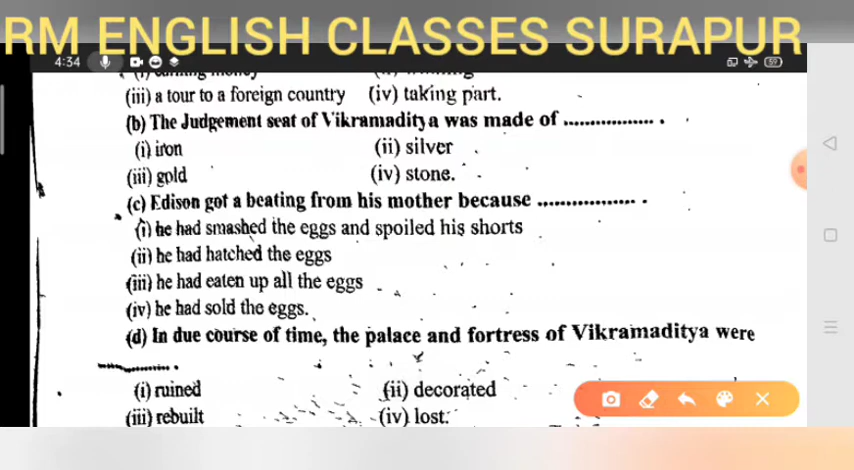 RM ENGLISH CLASSES SURAPUR
4:34 59
(i) earning money
(iii) a tour to a foreign country (iv) taking part.
(b) The Judgement seat of Vikramaditya was made of ................. .
(i) iron (ii) silver
(iii) gold (iv) stone.
(c) Edison got a beating from his mother because .................. .
(i) he had smashed the eggs and spoiled his shorts
(ii) he had hatched the eggs
(iii) he had eaten up all the eggs
(iv) he had sold the eggs.
(d) In due course of time, the palace and fortress of Vikramaditya were
................. .
(i) ruined (ii) decorated
(iii) rebuilt (iv) lost.